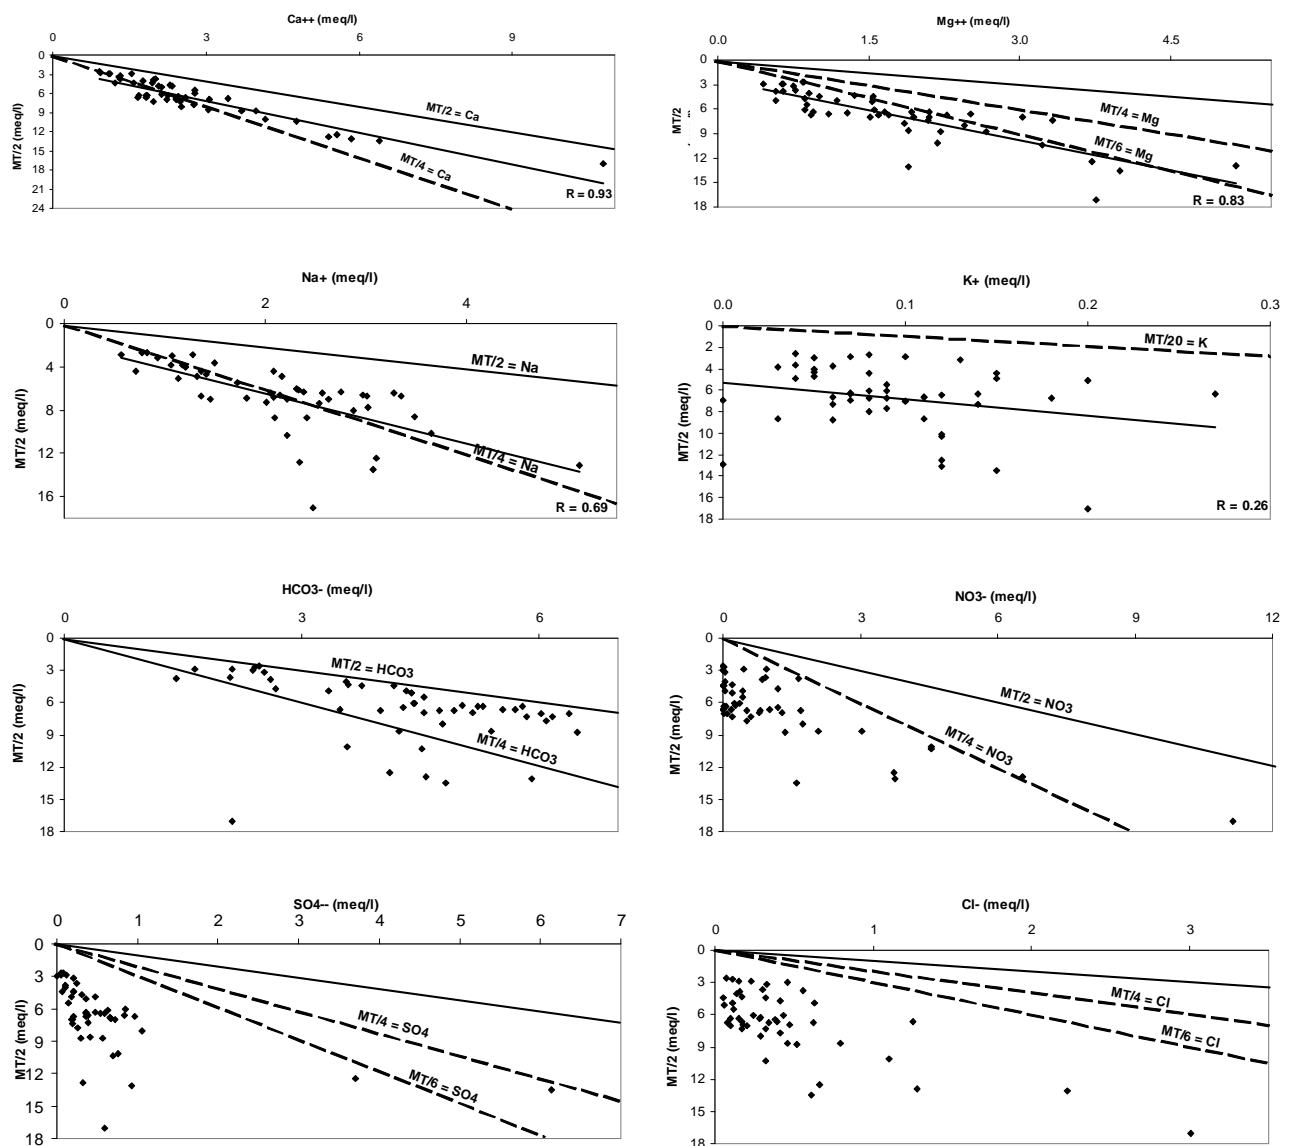 Ca++ (meq/l)
0 3 6 9
0
3
6
9
12
15
18
21
24
MT/2 (meq/l)
MT/2 = Ca
MT/4 = Ca
R = 0.93
Mg++ (meq/l)
0.0 1.5 3.0 4.5
0
3
6
9
12
15
18
MT/2
MT/4 = Mg
MT/6 = Mg
R = 0.83
Na+ (meq/l)
0 2 4
0
4
8
12
16
MT/2 (meq/l)
MT/2 = Na
MT/4 = Na
R = 0.69
K+ (meq/l)
0.0 0.1 0.2 0.3
0
2
4
6
8
10
12
14
16
18
MT/2 (meq/l)
MT/20 = K
R = 0.26
HCO3- (meq/l)
0 3 6
0
3
6
9
12
15
18
MT/2 (meq/l)
MT/2 = HCO3
MT/4 = HCO3
NO3- (meq/l)
0 3 6 9 12
0
3
6
9
12
15
18
MT/2 (meq/l)
MT/2 = NO3
MT/4 = NO3
SO4-- (meq/l)
0 1 2 3 4 5 6 7
0
3
6
9
12
15
18
MT/2 (meq/l)
MT/4 = SO4
MT/6 = SO4
Cl- (meq/l)
0 1 2 3
0
3
6
9
12
15
18
MT/2 (meq/l)
MT/4 = Cl
MT/6 = Cl